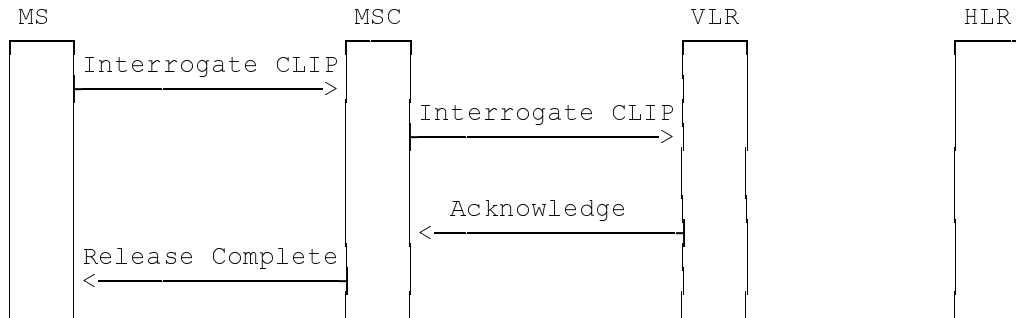 MS MSC VLR HLR
Interrogate CLIP
Interrogate CLIP
Acknowledge
Release Complete